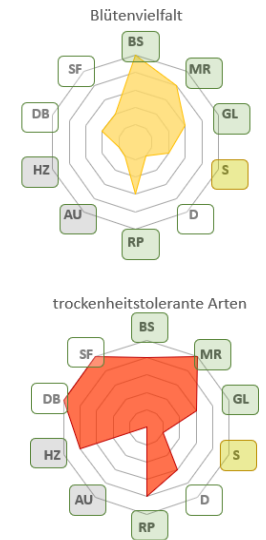 Blütenvielfalt
BS
SF
MR
DB
GL
HZ
S
AU
D
RP
trockenheitstolerante Arten
BS
SF
MR
DB
GL
HZ
S
AU
D
RP